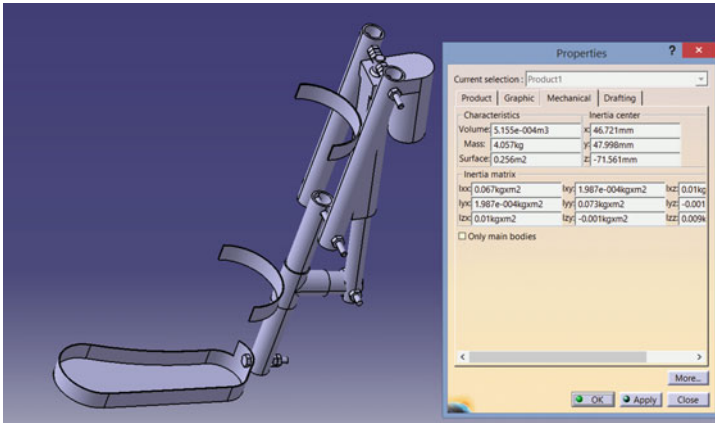 Properties ? ×
Current selection : Product1
Product Graphic Mechanical Drafting
Characteristics Inertia center
Volume: 5.155e-004m3 x: 46.721mm
Mass: 4.057kg y: 47.998mm
Surface: 0.256m2 z: -71.561mm
Inertia matrix
Ixx: 0.067kgxm2 Ixy: 1.987e-004kgxm2 Ixz: 0.01kg
Iyx: 1.987e-004kgxm2 Iyy: 0.073kgxm2 Iyz: -0.001
Izx: 0.01kgxm2 Izy: -0.001kgxm2 Izz: 0.009k
Only main bodies
More...
OK Apply Close